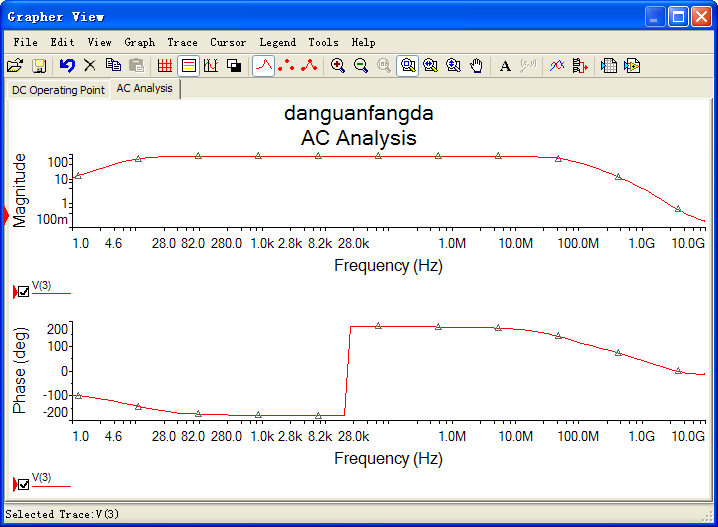 Grapher View
File Edit View Graph Trace Cursor Legend Tools Help
DC Operating Point AC Analysis
danguanfangda
AC Analysis
Magnitude
100
10
1
100m
1.0 4.6 28.0 82.0 280.0 1.0k 2.8k 8.2k 28.0k 1.0M 10.0M 100.0M 1.0G 10.0G
Frequency (Hz)
V(3)
Phase (deg)
200
100
0
-100
-200
1.0 4.6 28.0 82.0 280.0 1.0k 2.8k 8.2k 28.0k 1.0M 10.0M 100.0M 1.0G 10.0G
Frequency (Hz)
V(3)
Selected Trace:V(3)